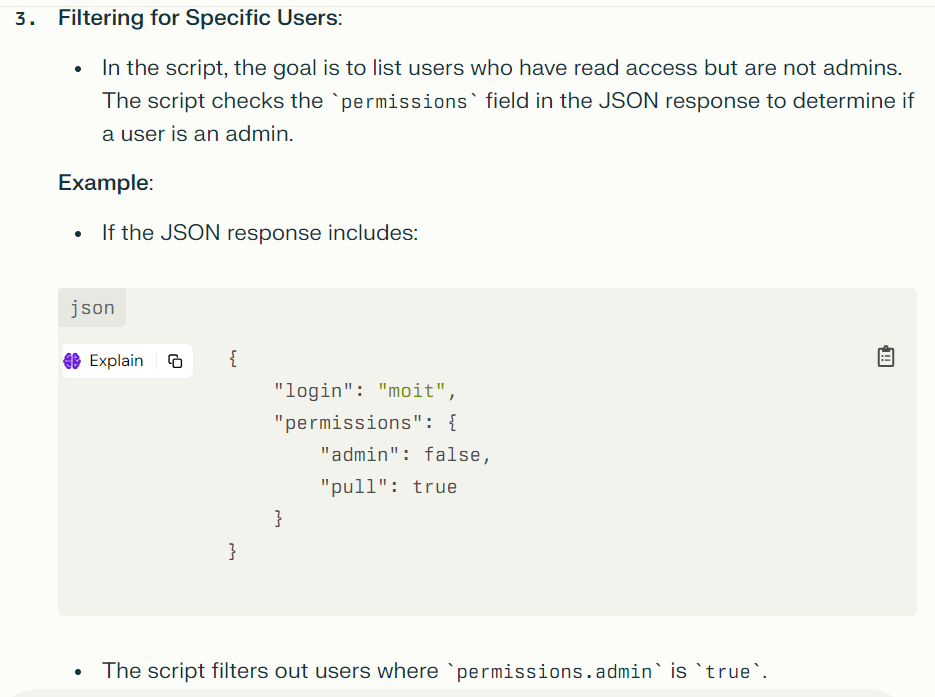 3. Filtering for Specific Users:
• In the script, the goal is to list users who have read access but are not admins.
The script checks the `permissions` field in the JSON response to determine if
a user is an admin.
Example:
• If the JSON response includes:
json
Explain
{
"login": "moit",
"permissions": {
"admin": false,
"pull": true
}
}
• The script filters out users where `permissions.admin` is `true`.